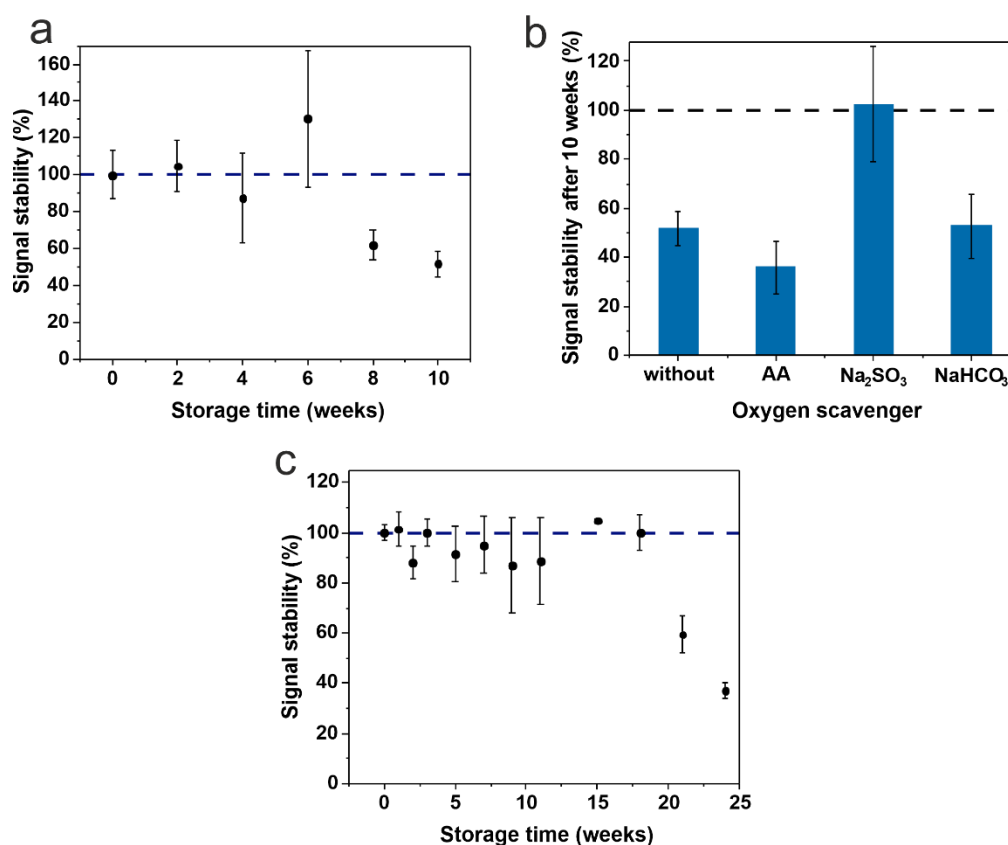 a
Signal stability (%)
160
140
120
100
80
60
40
20
0
0 2 4 6 8 10
Storage time (weeks)
b
Signal stability after 10 weeks (%)
120
100
80
60
40
20
0
without AA Na₂SO₃ NaHCO₃
Oxygen scavenger
c
Signal stability (%)
120
100
80
60
40
20
0
0 5 10 15 20 25
Storage time (weeks)